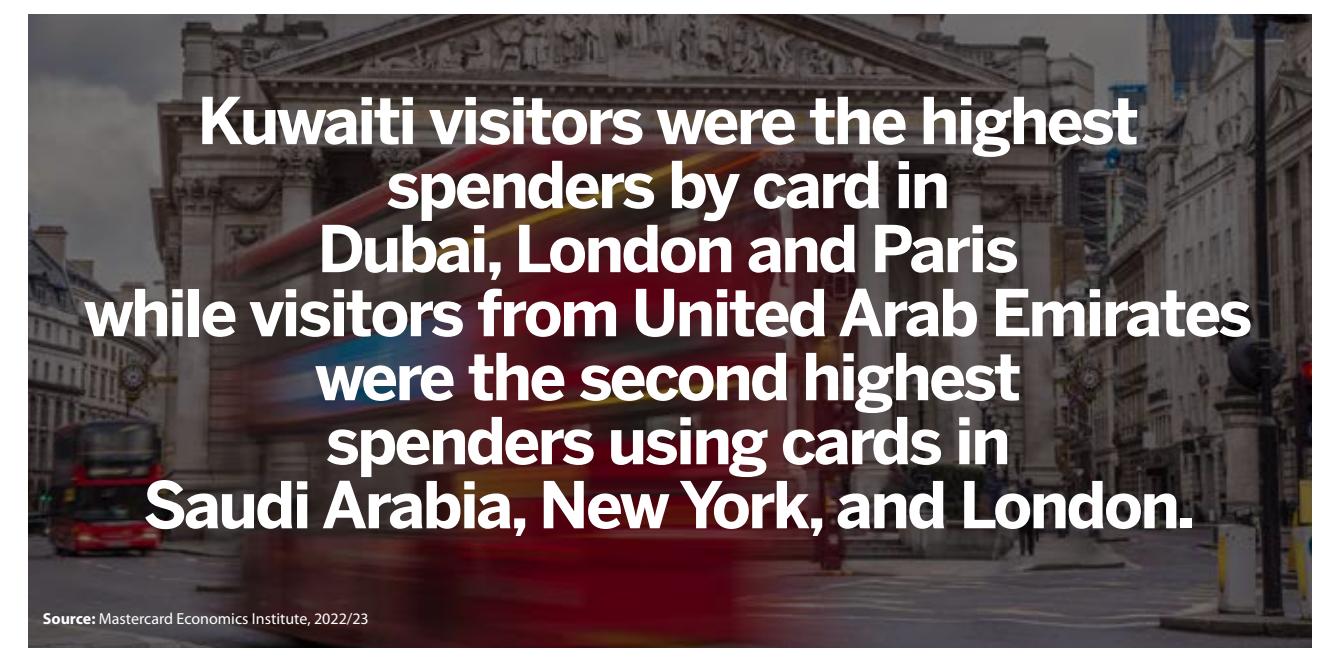 Kuwaiti visitors were the highest
spenders by card in
Dubai, London and Paris
while visitors from United Arab Emirates
were the second highest
spenders using cards in
Saudi Arabia, New York, and London.
Source: Mastercard Economics Institute, 2022/23